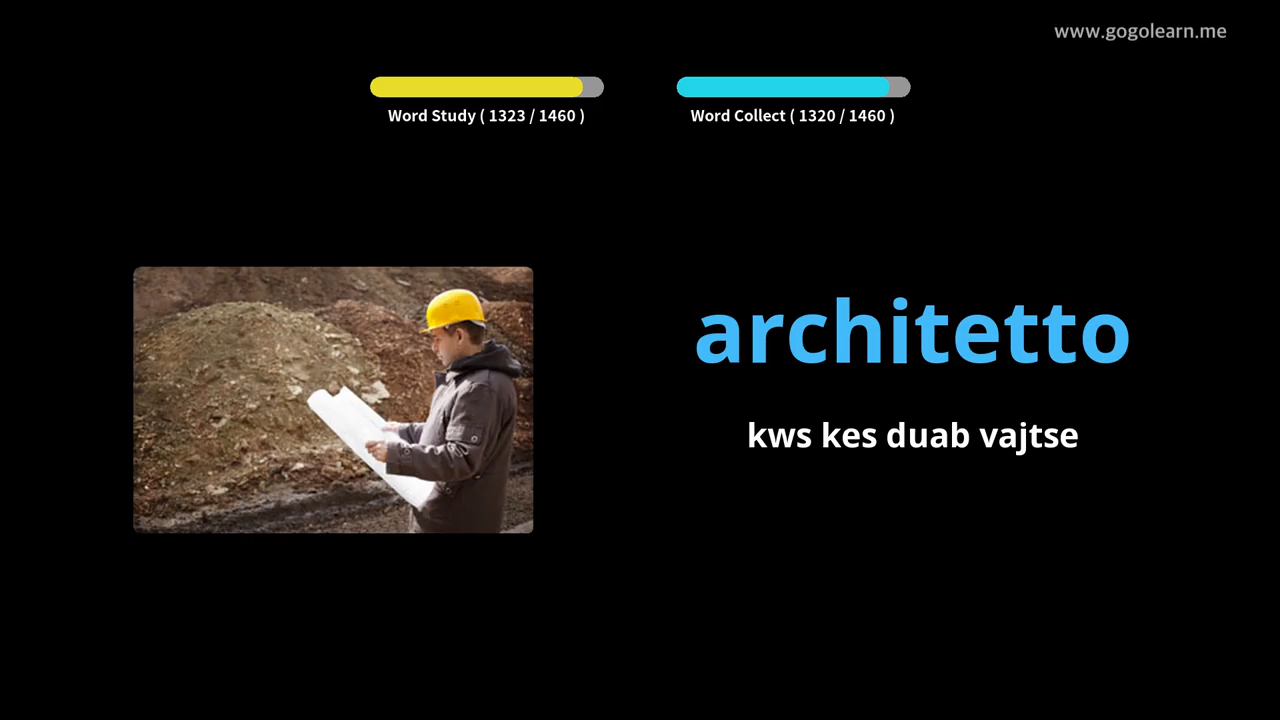 www.gogolearn.me
Word Study ( 1323 / 1460 )
Word Collect ( 1320 / 1460 )
architetto
kws kes duab vajtse